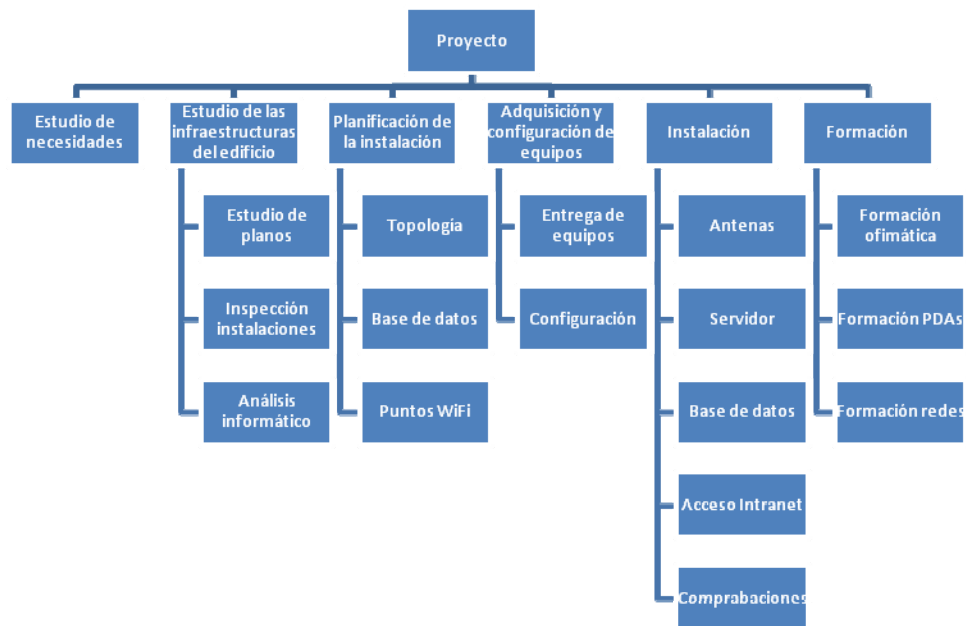 Proyecto
Estudio de
necesidades
Estudio de las
infraestructuras
del edificio
Planificación de
la instalación
Adquisición y
configuración de
equipos
Instalación
Formación
Estudio de
planos
Inspección
instalaciones
Análisis
informático
Topología
Base de datos
Puntos WiFi
Entrega de
equipos
Configuración
Antenas
Servidor
Base de datos
Acceso Intranet
Comprobaciones
Formación
ofimática
Formación PDAs
Formación redes